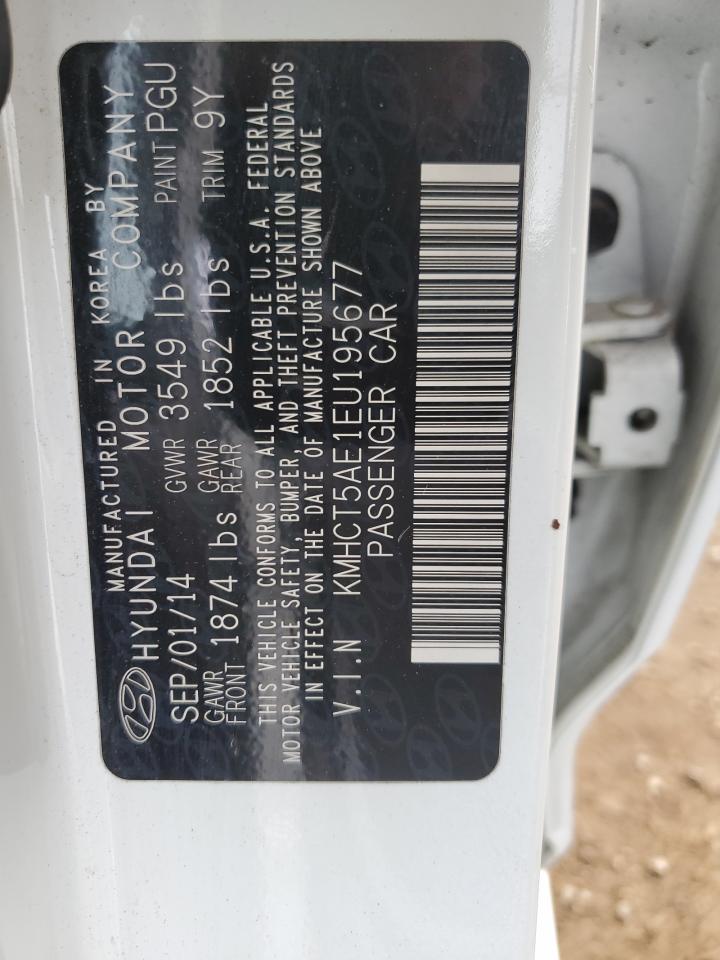 MANUFACTURED IN KOREA BY
HYUNDAI MOTOR COMPANY
SEP/01/14 GVWR 3549 lbs PAINT PGU
GAWR FRONT 1874 lbs GAWR REAR 1852 lbs TRIM 9Y
THIS VEHICLE CONFORMS TO ALL APPLICABLE U.S.A. FEDERAL
MOTOR VEHICLE SAFETY, BUMPER, AND THEFT PREVENTION STANDARDS
IN EFFECT ON THE DATE OF MANUFACTURE SHOWN ABOVE
V.I.N KMHCT5AE1EU195677
PASSENGER CAR